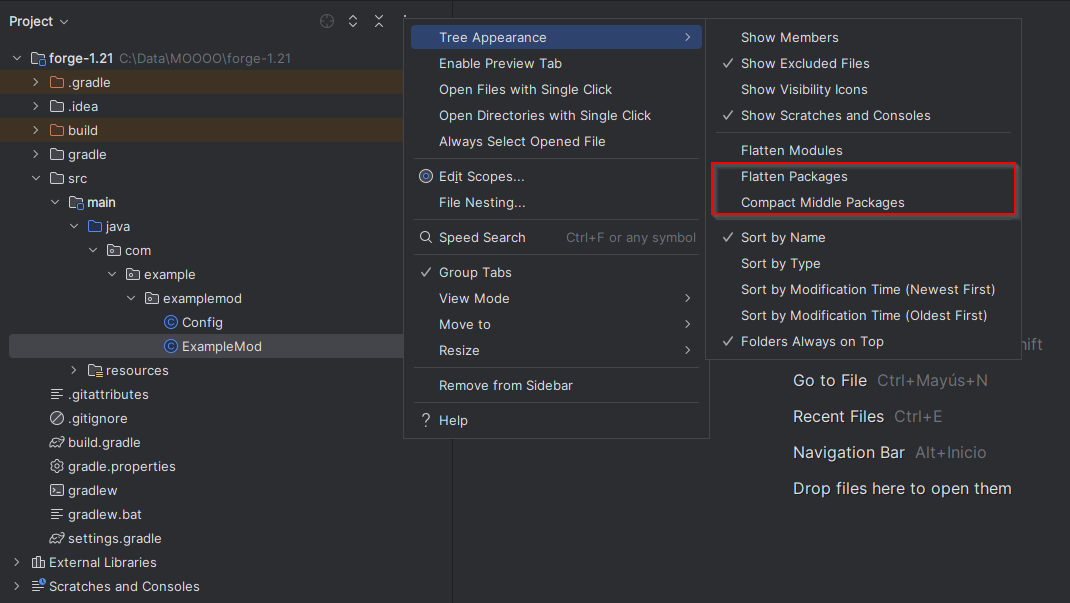 Project
forge-1.21 C:\Data\MOOOO\forge-1.21
.gradle
.idea
build
gradle
src
main
java
com
example
examplemod
Config
ExampleMod
resources
.gitattributes
.gitignore
build.gradle
gradle.properties
gradlew
gradlew.bat
settings.gradle
External Libraries
Scratches and Consoles
Tree Appearance
Enable Preview Tab
Open Files with Single Click
Open Directories with Single Click
Always Select Opened File
Edit Scopes...
File Nesting...
Speed Search Ctrl+F or any symbol
Group Tabs
View Mode
Move to
Resize
Remove from Sidebar
? Help
Show Members
Show Excluded Files
Show Visibility Icons
Show Scratches and Consoles
Flatten Modules
Flatten Packages
Compact Middle Packages
Sort by Name
Sort by Type
Sort by Modification Time (Newest First)
Sort by Modification Time (Oldest First)
Folders Always on Top
Go to File Ctrl+Mayús+N
Recent Files Ctrl+E
Navigation Bar Alt+Inicio
Drop files here to open them